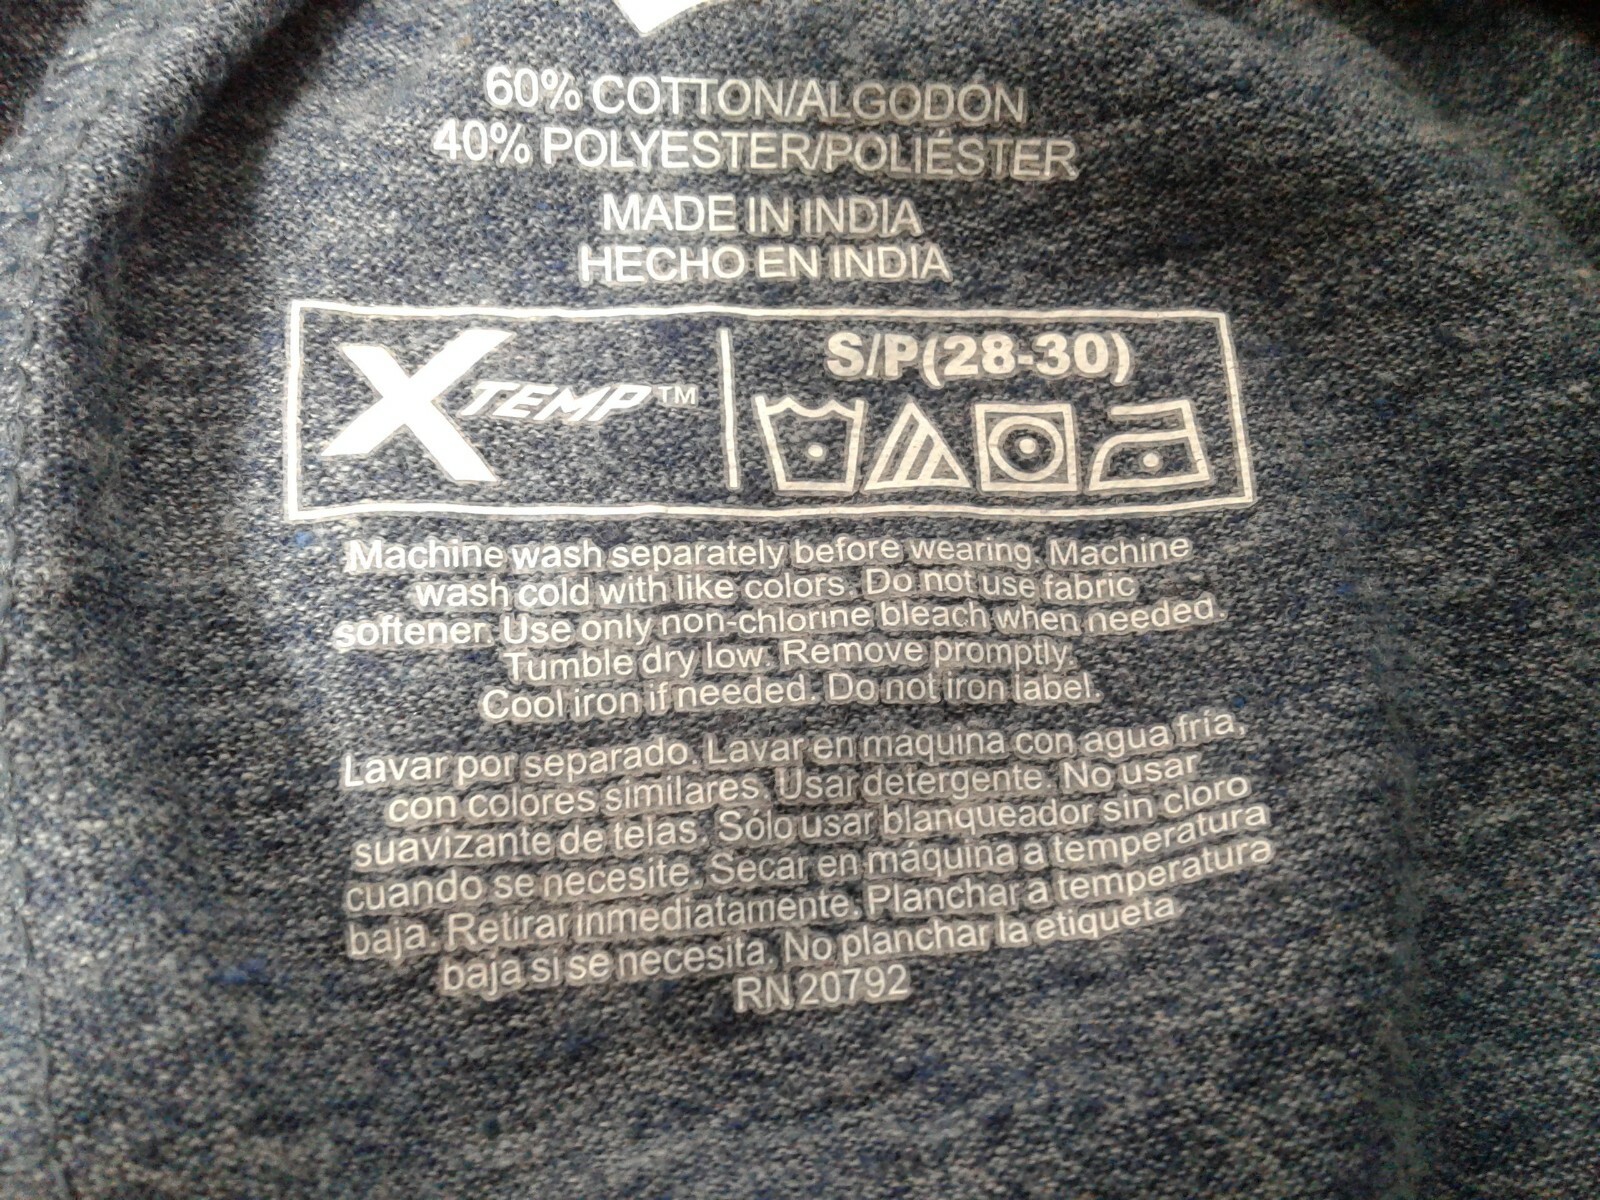 60% COTTON/ALGODÓN
40% POLYESTER/POLIÉSTER
MADE IN INDIA
HECHO EN INDIA
X TEMP™
S/P(28-30)
Machine wash separately before wearing. Machine
wash cold with like colors. Do not use fabric
softener. Use only non-chlorine bleach when needed.
Tumble dry low. Remove promptly.
Cool iron if needed. Do not iron label.
Lavar por separado. Lavar en maquina con agua fría,
con colores similares. Usar detergente. No usar
suavizante de telas. Sólo usar blanqueador sin cloro
cuando se necesite. Secar en máquina a temperatura
baja. Retirar inmediatamente. Planchar a temperatura
baja si se necesita. No planchar la etiqueta.
RN 20792